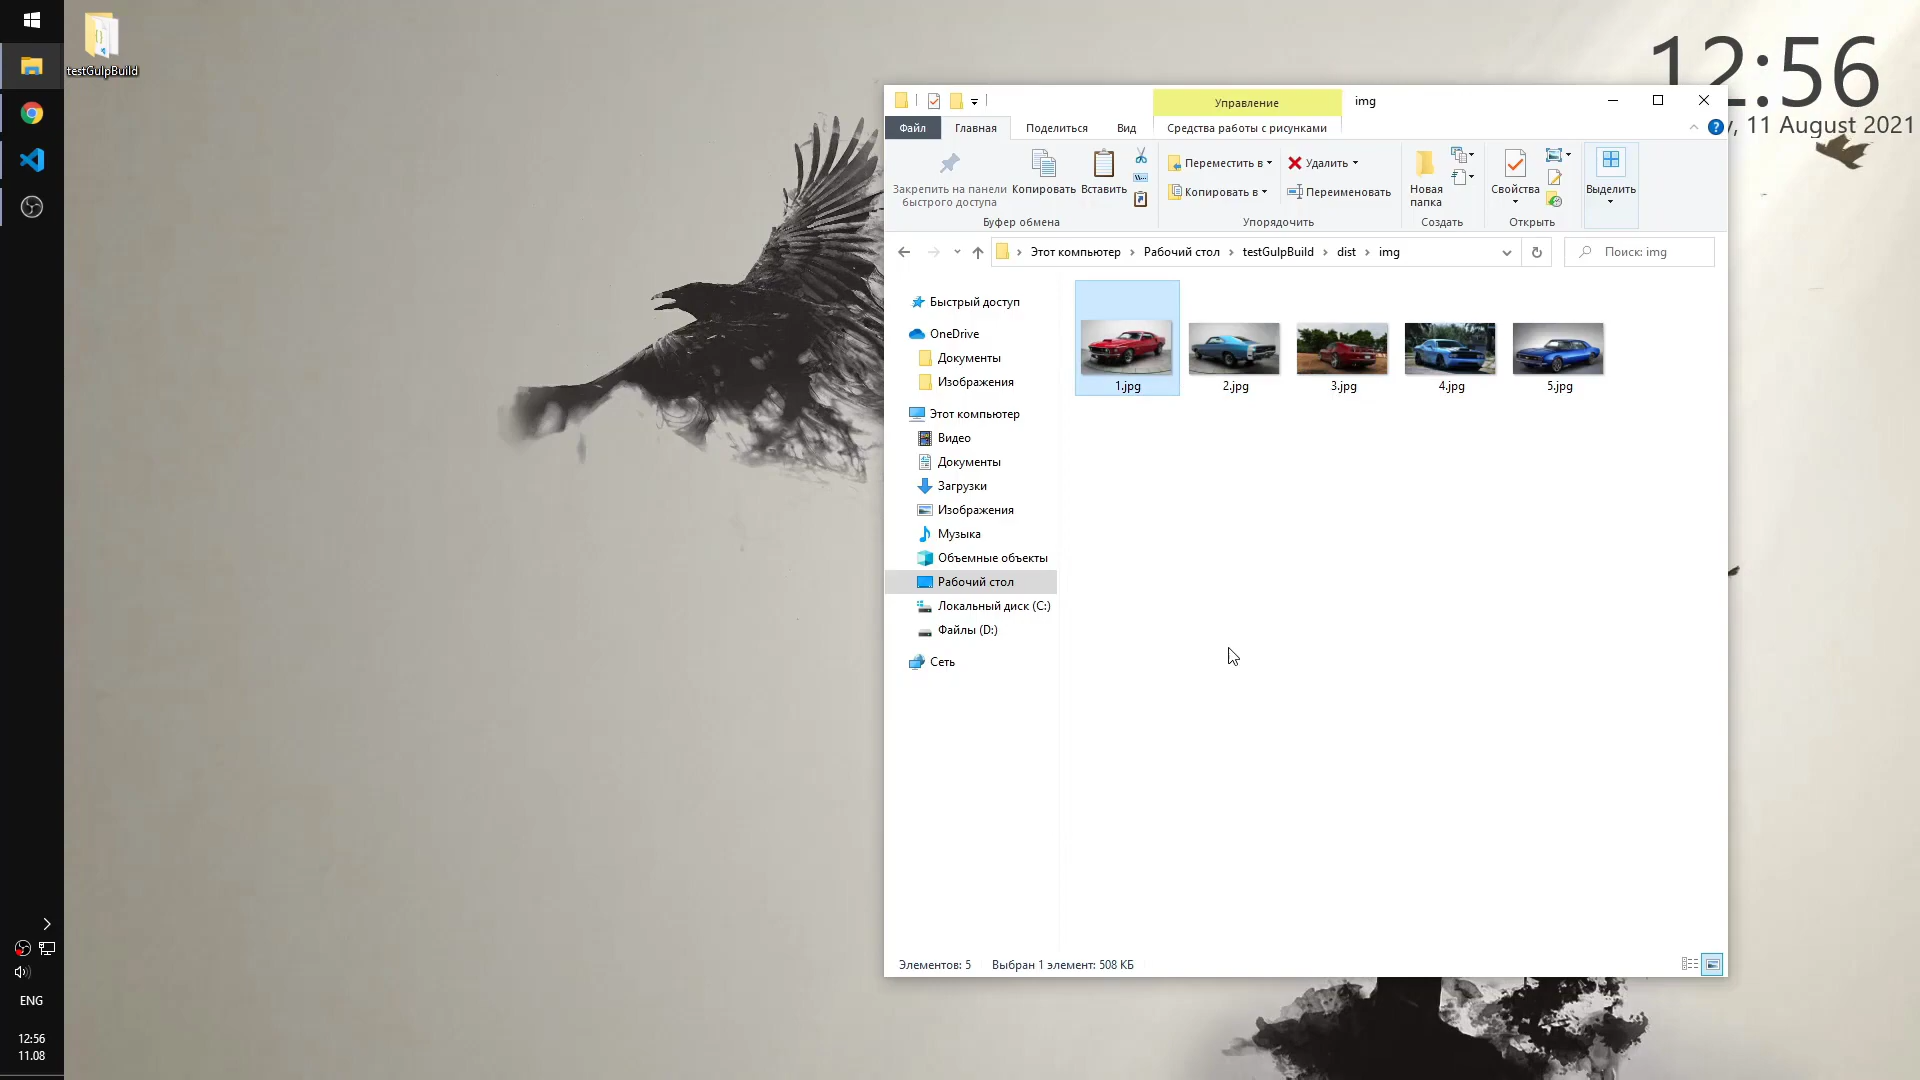 testGulpBuild
12:56
y, 11 August 2021
Управление
img
Файл
Главная
Поделиться
Вид
Средства работы с рисунками
Закрепить на панели
быстрого доступа
Копировать
Вставить
Переместить в
Копировать в
Удалить
Переименовать
Новая
папка
Свойства
Выделить
Буфер обмена
Упорядочить
Создать
Открыть
Этот компьютер
Рабочий стол
testGulpBuild
dist
img
Поиск: img
Быстрый доступ
OneDrive
Документы
Изображения
Этот компьютер
Видео
Документы
Загрузки
Изображения
Музыка
Объемные объекты
Рабочий стол
Локальный диск (C:)
Файлы (D:)
Сеть
1.jpg
2.jpg
3.jpg
4.jpg
5.jpg
Элементов: 5
Выбран 1 элемент: 508 КБ
ENG
12:56
11.08